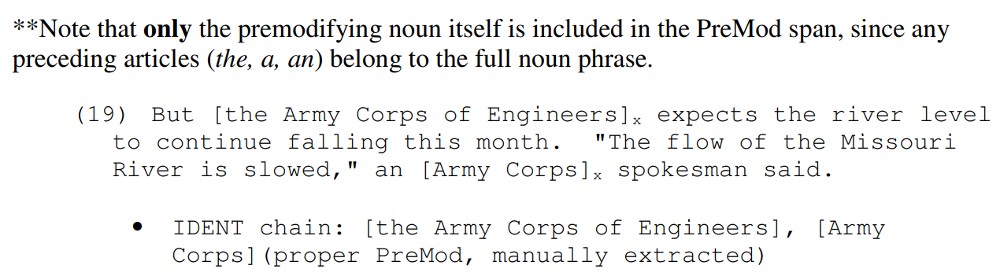 **Note that only the premodifying noun itself is included in the PreMod span, since any
preceding articles (the, a, an) belong to the full noun phrase.
(19) But [the Army Corps of Engineers]x expects the river level
to continue falling this month. "The flow of the Missouri
River is slowed," an [Army Corps]x spokesman said.
• IDENT chain: [the Army Corps of Engineers], [Army
Corps](proper PreMod, manually extracted)